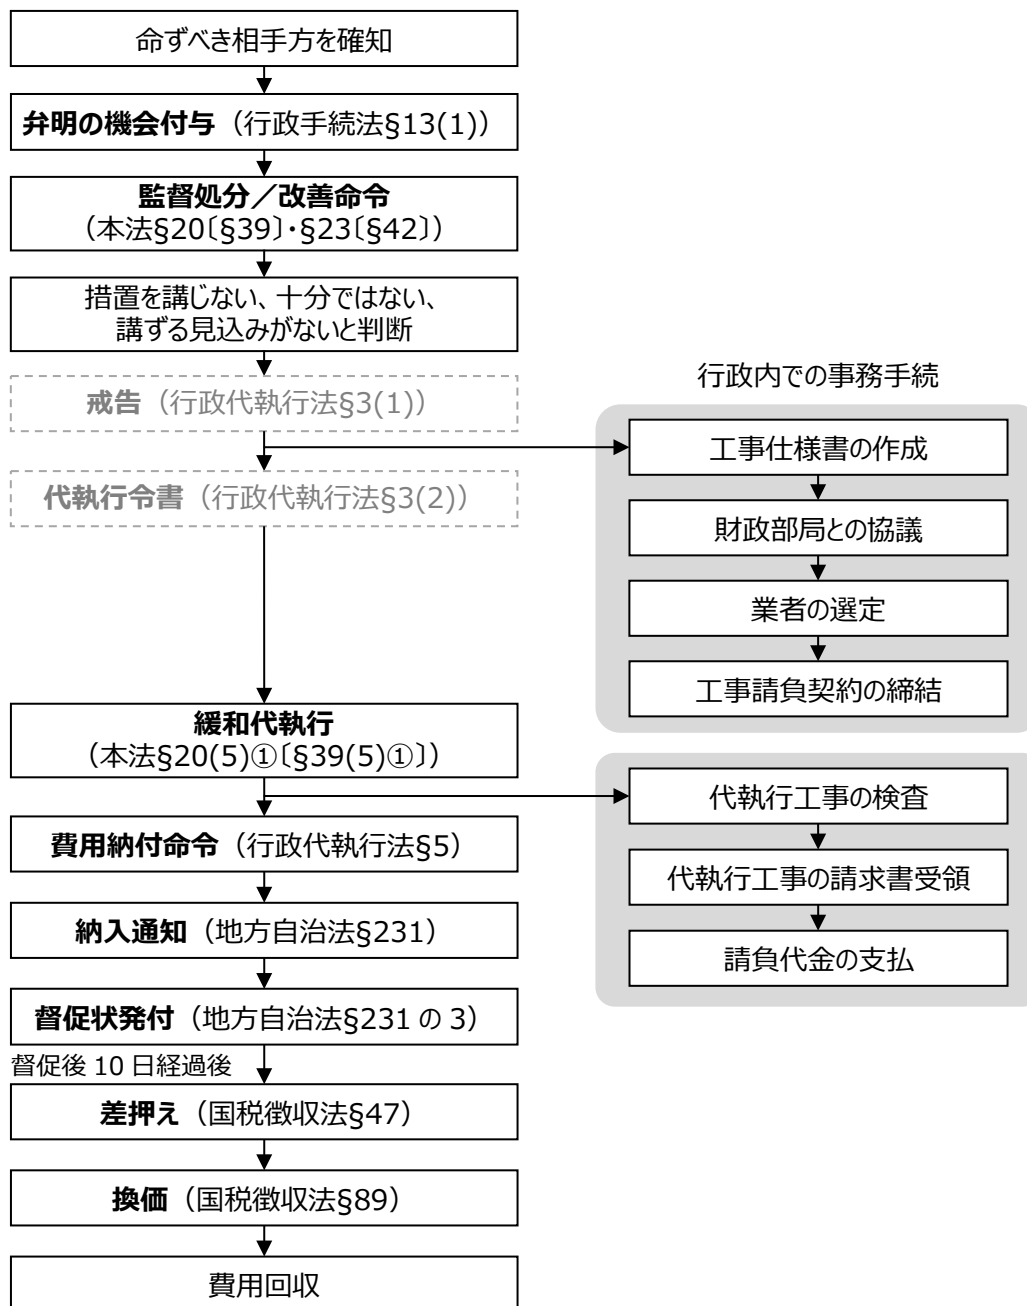 命ずべき相手方を確知
弁明の機会付与（行政手続法§13(1)）
監督処分／改善命令
（本法§20〔§39〕・§23〔§42〕）
措置を講じない、十分ではない、
講ずる見込みがないと判断
戒告（行政代執行法§3(1)）
代執行令書（行政代執行法§3(2)）
緩和代執行
（本法§20(5)①〔§39(5)①〕）
費用納付命令（行政代執行法§5）
納入通知（地方自治法§231）
督促状発付（地方自治法§231 の 3）
督促後 10 日経過後
差押え（国税徴収法§47）
換価（国税徴収法§89）
費用回収
行政内での事務手続
工事仕様書の作成
財政部局との協議
業者の選定
工事請負契約の締結
代執行工事の検査
代執行工事の請求書受領
請負代金の支払